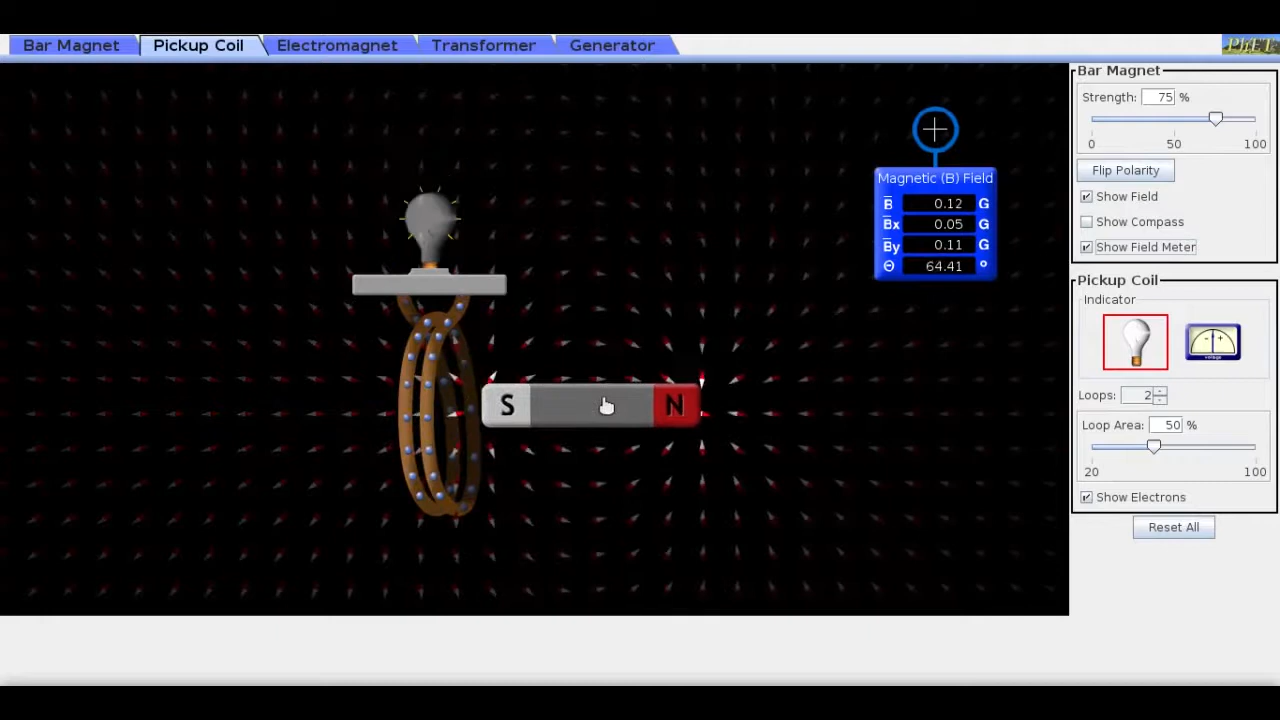 Bar Magnet Pickup Coil Electromagnet Transformer Generator PhET
Bar Magnet
Strength: 75 %
0 50 100
Flip Polarity
Show Field
Show Compass
Show Field Meter
Magnetic (B) Field
B 0.12 G
Bx 0.05 G
By 0.11 G
Θ 64.41 °
S N
Pickup Coil
Indicator
- +
voltage
Loops: 2
Loop Area: 50 %
20 100
Show Electrons
Reset All